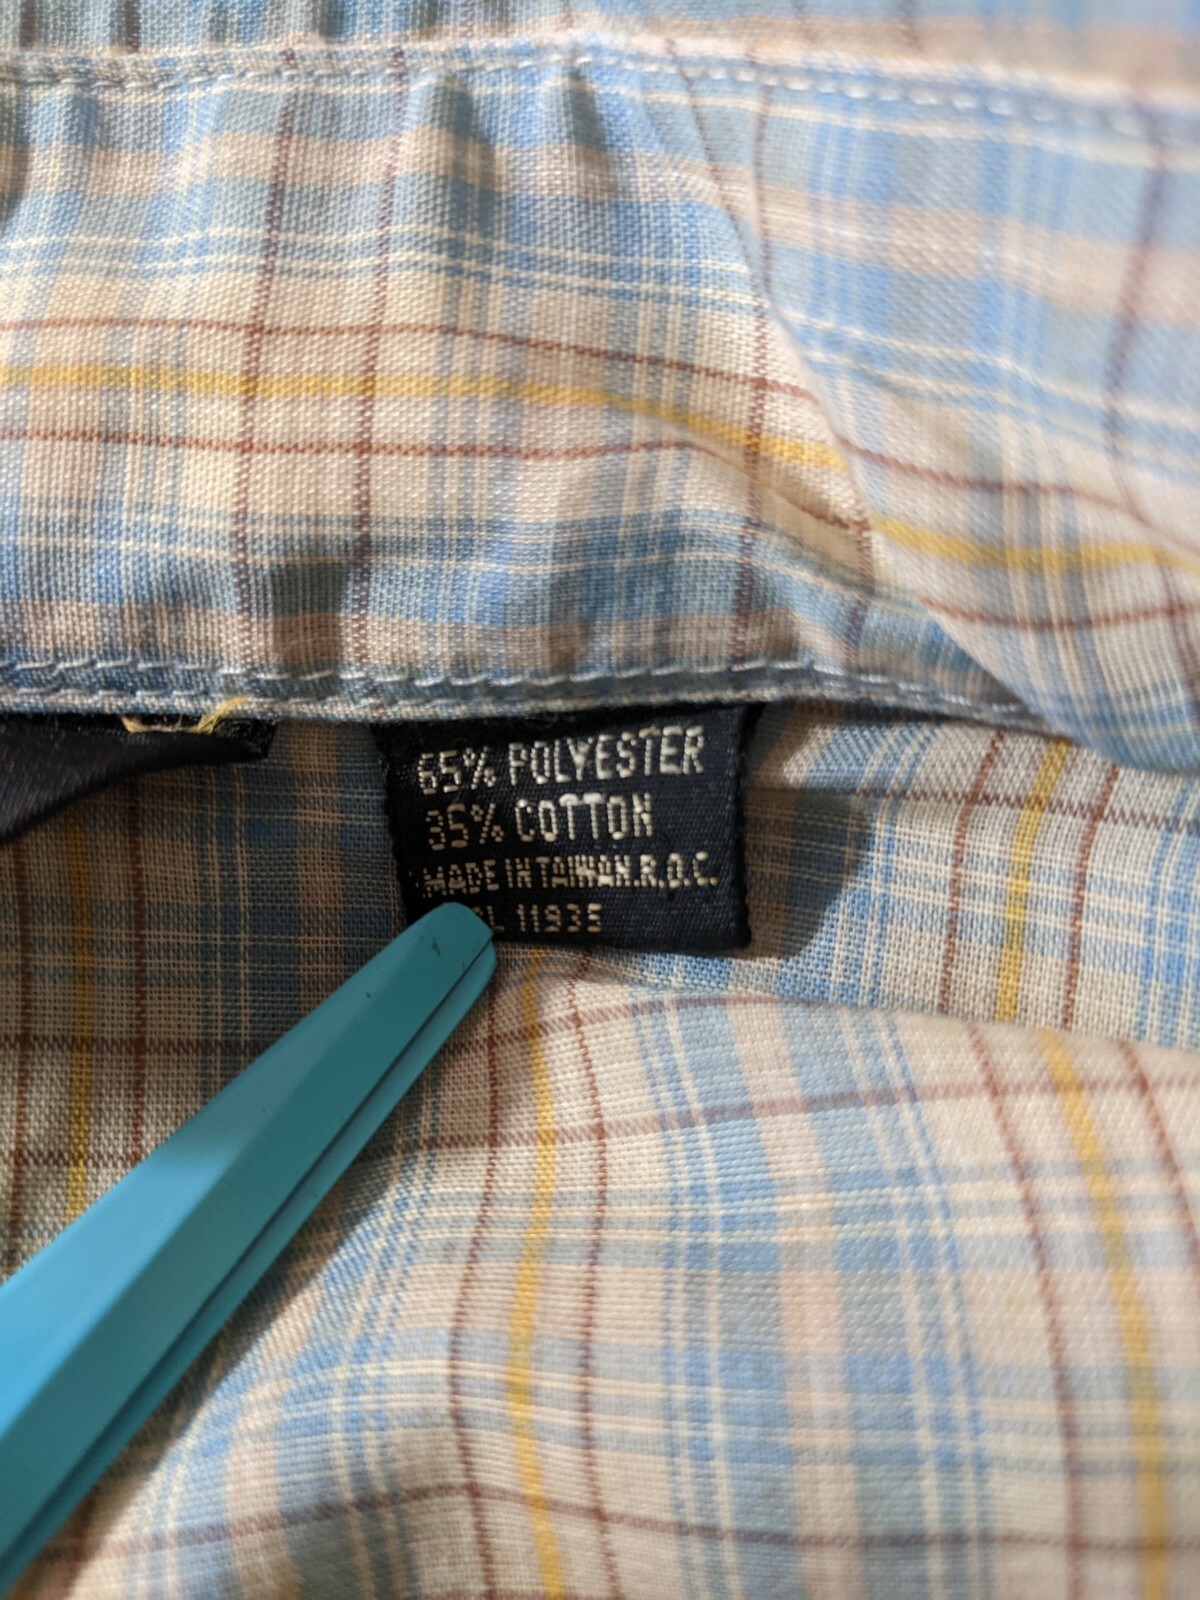 65% POLYESTER
35% COTTON
MADE IN TAIWAN.R.O.C.
11935